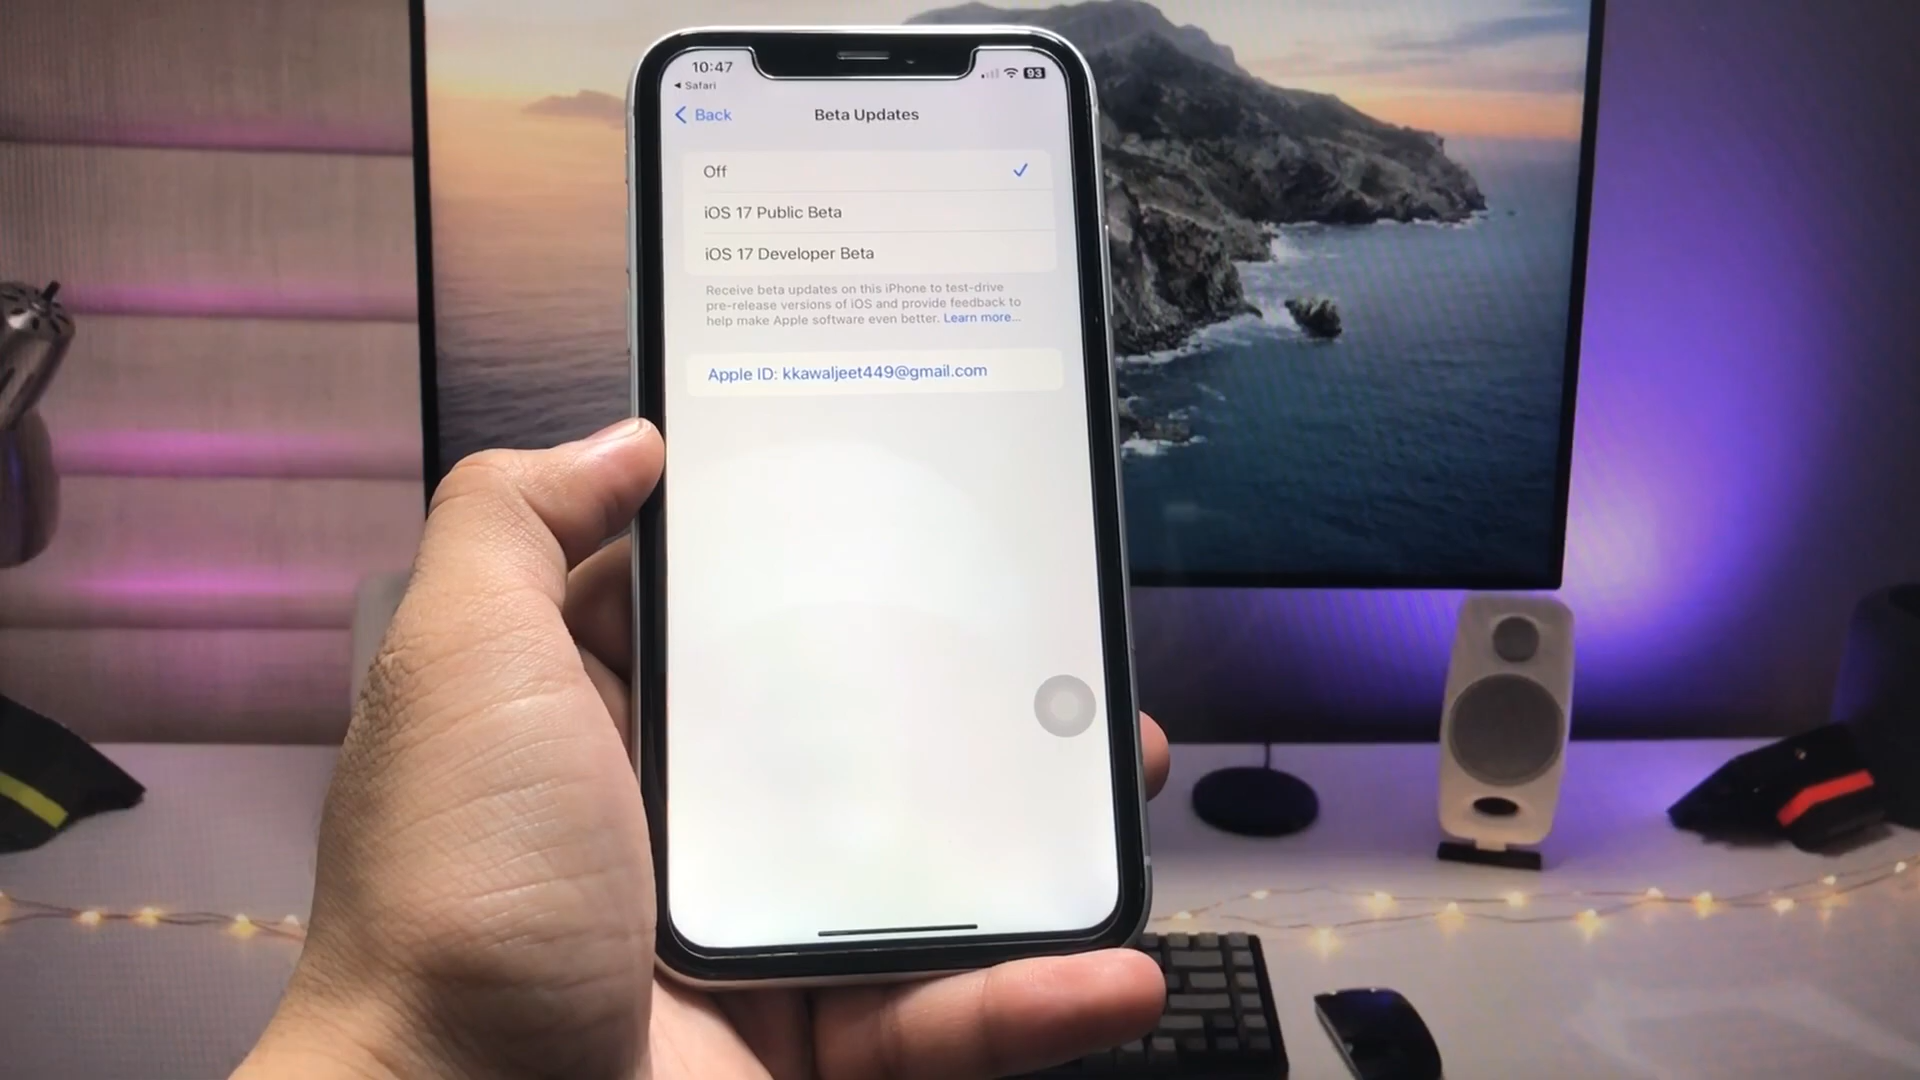 10:47
93
◀ Safari
Back
Beta Updates
Off
iOS 17 Public Beta
iOS 17 Developer Beta
Receive beta updates on this iPhone to test-drive
pre-release versions of iOS and provide feedback to
help make Apple software even better. Learn more...
Apple ID: kkawaljeet449@gmail.com